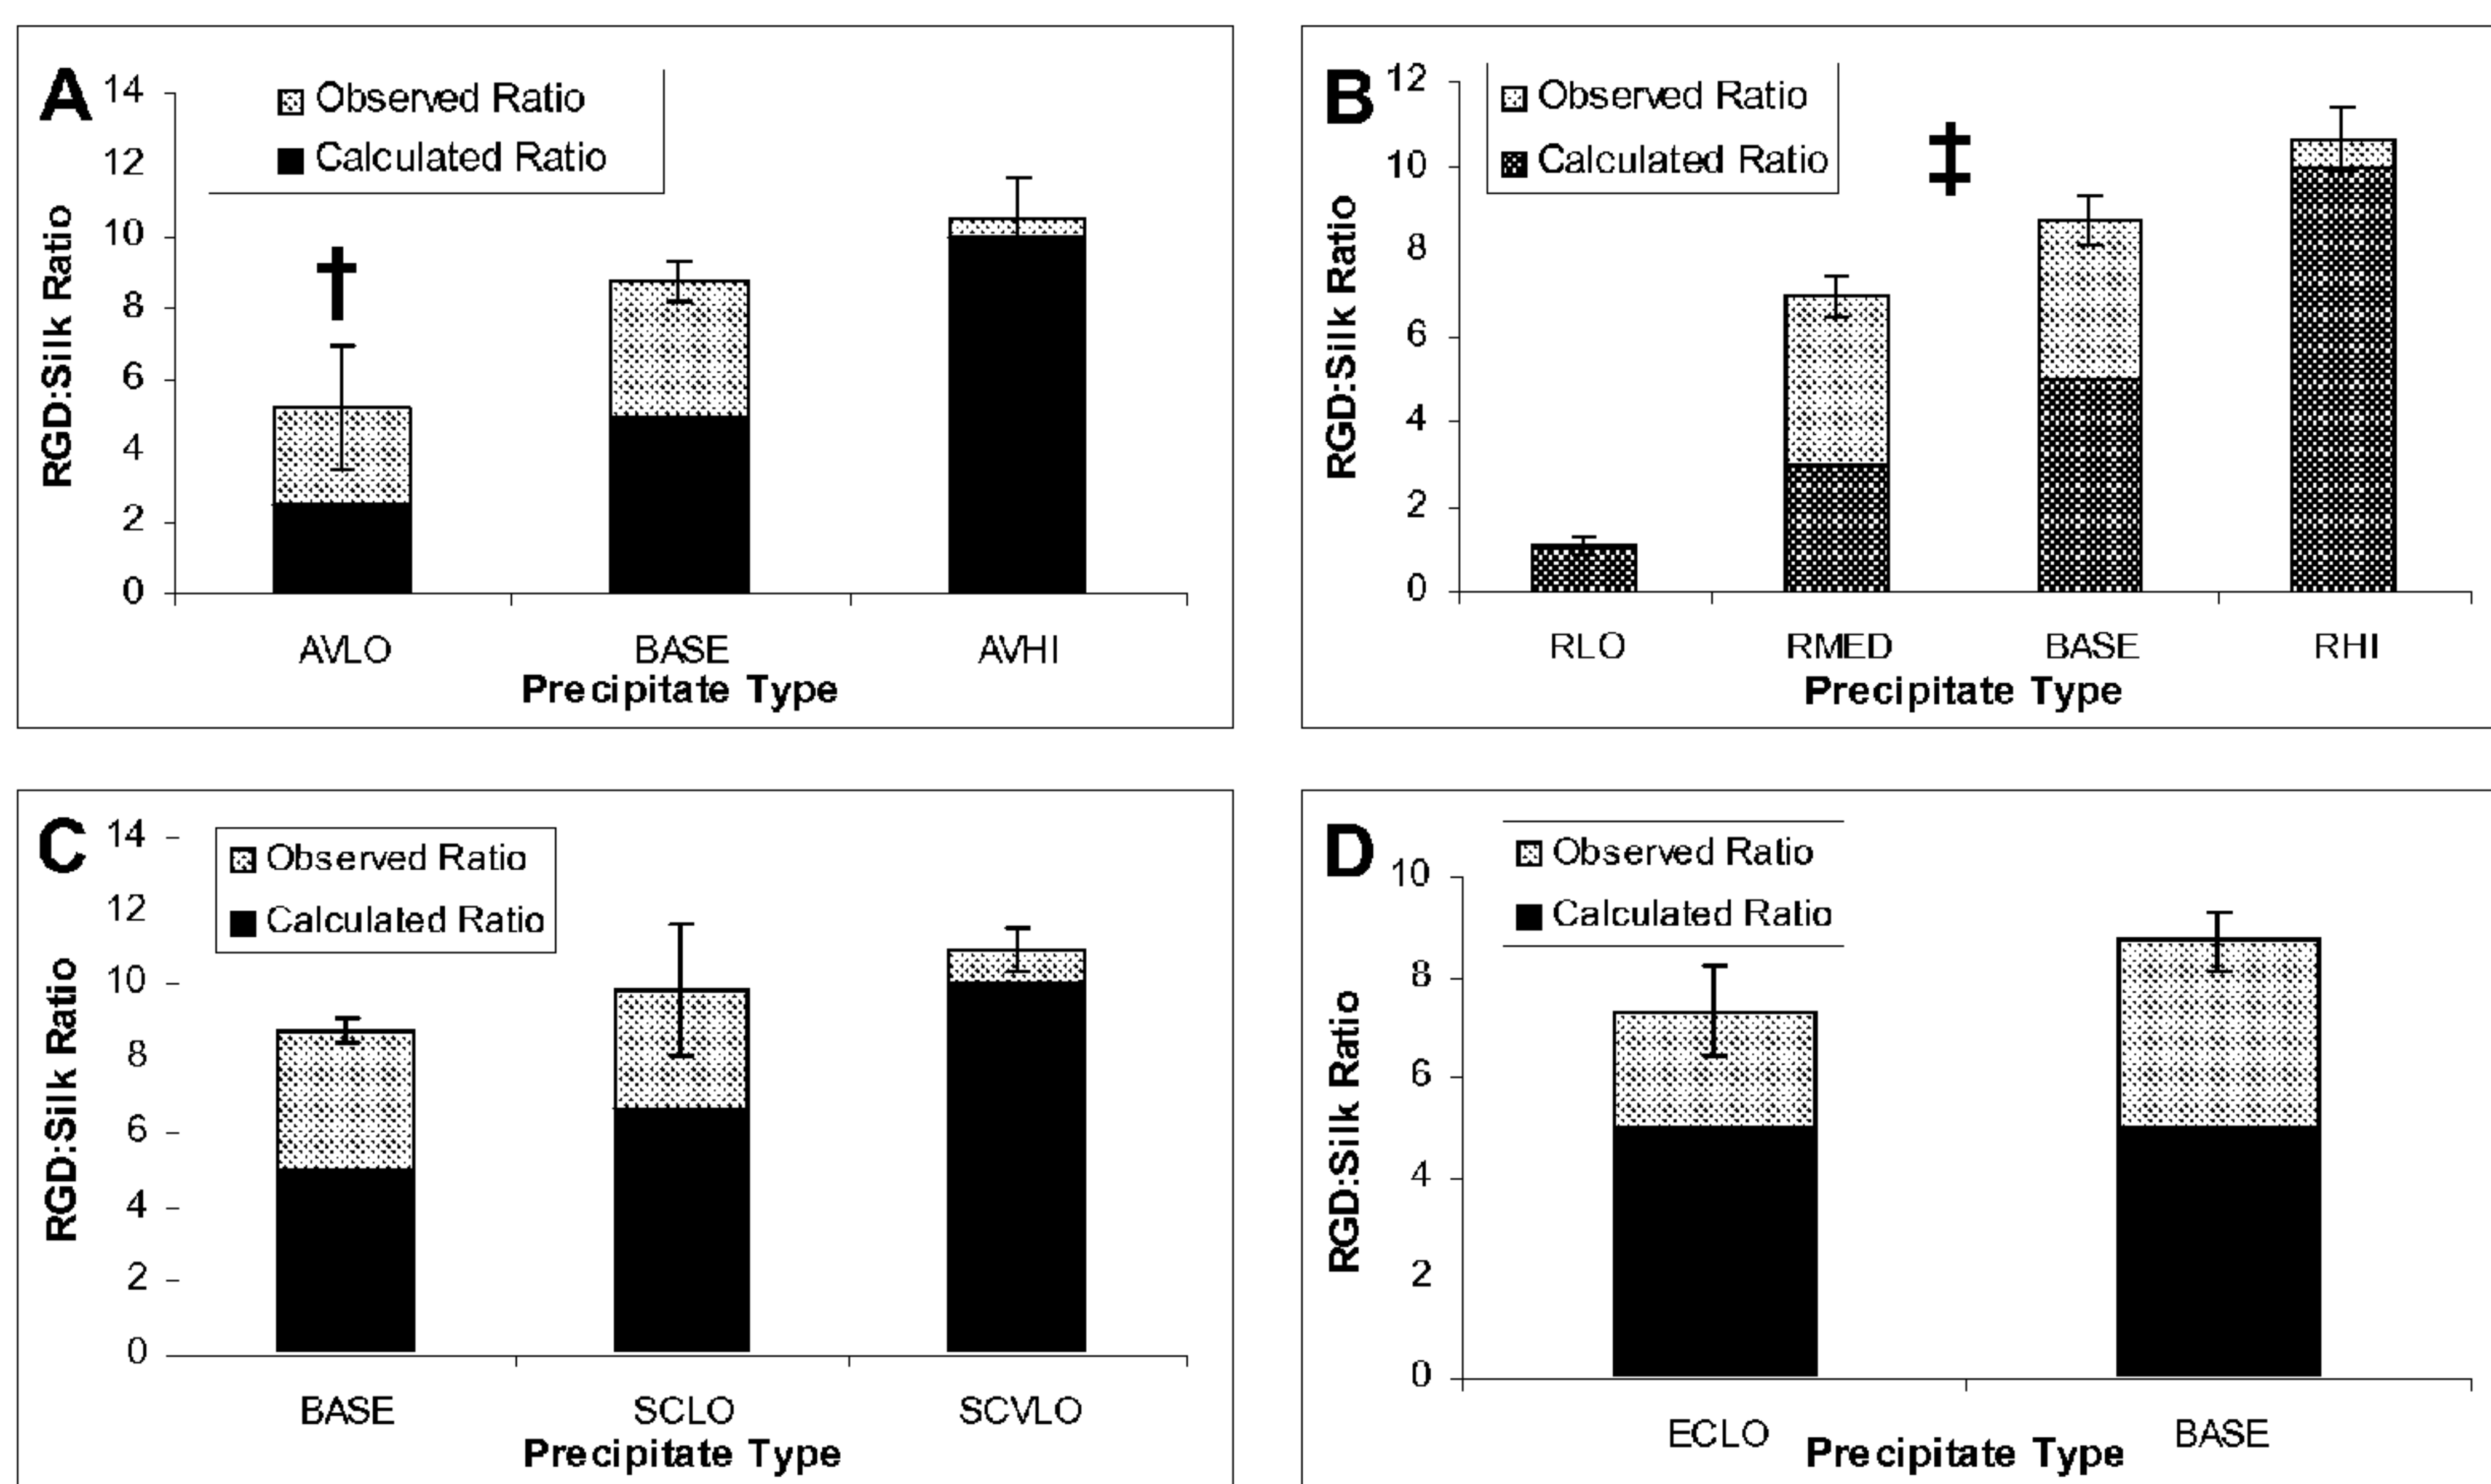 A
Observed Ratio
Calculated Ratio
RGD:Silk Ratio
14
12
10
8
6
4
2
0
†
AVLO BASE AVHI
Precipitate Type
B
Observed Ratio
Calculated Ratio
RGD:Silk Ratio
12
10
8
6
4
2
0
‡
RLO RMED BASE RHI
Precipitate Type
C
Observed Ratio
Calculated Ratio
RGD:Silk Ratio
14
12
10
8
6
4
2
0
BASE SCLO SCVLO
Precipitate Type
D
Observed Ratio
Calculated Ratio
RGD:Silk Ratio
10
8
6
4
2
0
ECLO BASE
Precipitate Type